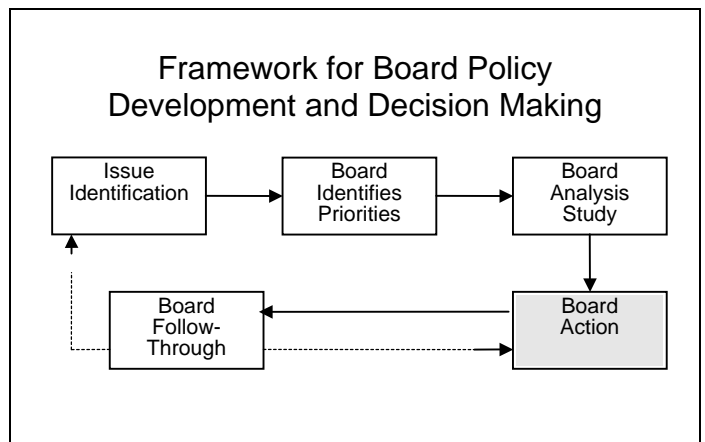 Framework for Board Policy
Development and Decision Making
Issue
Identification
Board
Identifies
Priorities
Board
Analysis
Study
Board
Follow-
Through
Board
Action